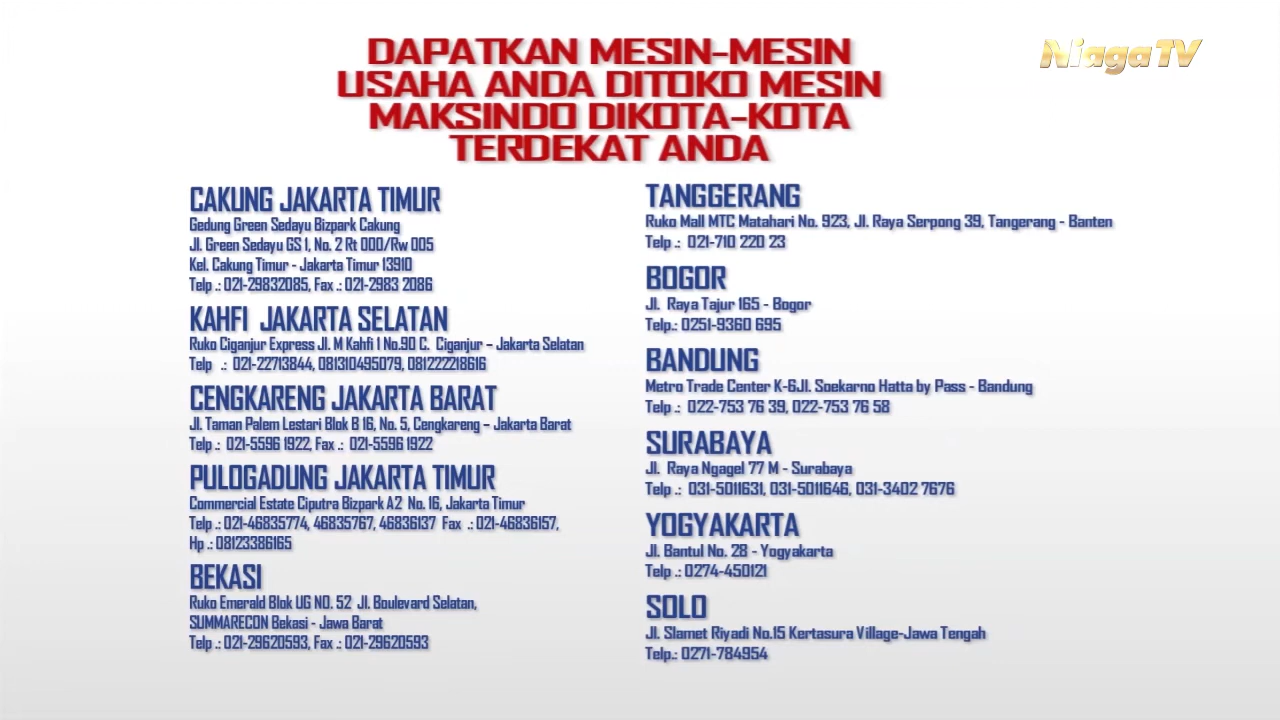 DAPATKAN MESIN-MESIN
USAHA ANDA DITOKO MESIN
MAKSINDO DIKOTA-KOTA
TERDEKAT ANDA
Niaga TV
CAKUNG JAKARTA TIMUR
Gedung Green Sedayu Bizpark Cakung
Jl. Green Sedayu GS 1, No. 2 Rt 000/Rw 005
Kel. Cakung Timur - Jakarta Timur 13910
Telp .: 021-29832085, Fax .: 021-2983 2086
KAHFI JAKARTA SELATAN
Ruko Ciganjur Express Jl. M Kahfi 1 No.90 C. Ciganjur – Jakarta Selatan
Telp .: 021-22713844, 081310495079, 081222218616
CENGKARENG JAKARTA BARAT
Jl. Taman Palem Lestari Blok B 16, No. 5, Cengkareng – Jakarta Barat
Telp .: 021-5596 1922, Fax .: 021-5596 1922
PULOGADUNG JAKARTA TIMUR
Commercial Estate Ciputra Bizpark A2 No. 16, Jakarta Timur
Telp .: 021-46835774, 46835767, 46836137 Fax .: 021-46836157,
Hp .: 08123386165
BEKASI
Ruko Emerald Blok UG NO. 52 Jl. Boulevard Selatan,
SUMMARECON Bekasi - Jawa Barat
Telp .: 021-29620593, Fax .: 021-29620593
TANGGERANG
Ruko Mall MTC Matahari No. 923, Jl. Raya Serpong 39, Tangerang - Banten
Telp .: 021-710 220 23
BOGOR
Jl. Raya Tajur 165 - Bogor
Telp.: 0251-9360 695
BANDUNG
Metro Trade Center K-6Jl. Soekarno Hatta by Pass - Bandung
Telp .: 022-753 76 39, 022-753 76 58
SURABAYA
Jl. Raya Ngagel 77 M - Surabaya
Telp .: 031-5011631, 031-5011646, 031-3402 7676
YOGYAKARTA
Jl. Bantul No. 28 - Yogyakarta
Telp .: 0274-450121
SOLO
Jl. Slamet Riyadi No.15 Kertasura Village-Jawa Tengah
Telp.: 0271-784954